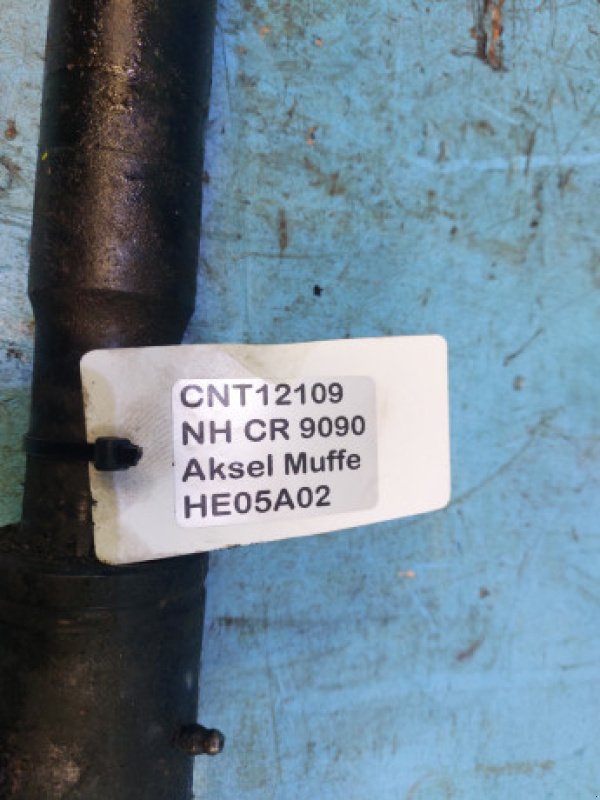 CNT12109
NH CR 9090
Aksel Muffe
HE05A02